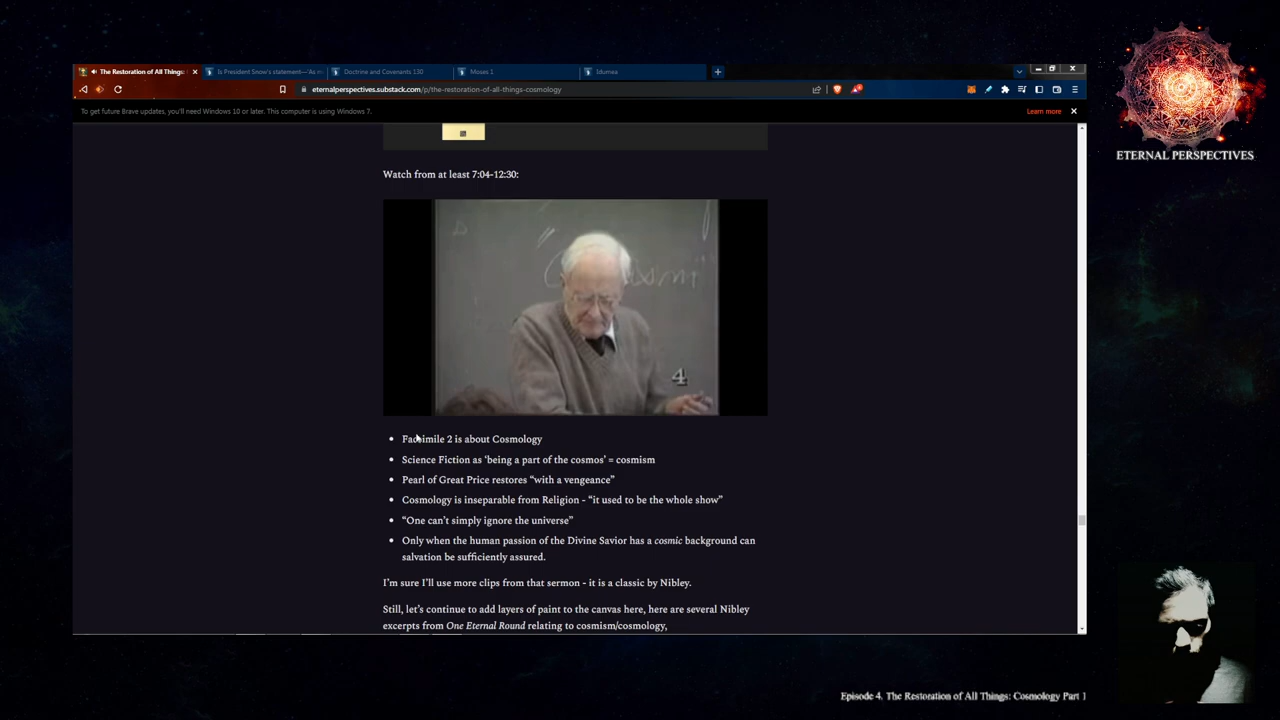 The Restoration of All Things:
Is President Snow's statement—'As m
Doctrine and Covenants 130
Moses 1
Idumea
eternalperspectives.substack.com/p/the-restoration-of-all-things-cosmology
To get future Brave updates, you'll need Windows 10 or later. This computer is using Windows 7.
Learn more
ETERNAL PERSPECTIVES
Watch from at least 7:04-12:30:
4
• Facsimile 2 is about Cosmology
• Science Fiction as 'being a part of the cosmos' = cosmism
• Pearl of Great Price restores “with a vengeance”
• Cosmology is inseparable from Religion - “it used to be the whole show”
• “One can't simply ignore the universe”
• Only when the human passion of the Divine Savior has a cosmic background can
salvation be sufficiently assured.
I'm sure I'll use more clips from that sermon - it is a classic by Nibley.
Still, let's continue to add layers of paint to the canvas here, here are several Nibley
excerpts from One Eternal Round relating to cosmism/cosmology,
Episode 4. The Restoration of All Things: Cosmology Part 1